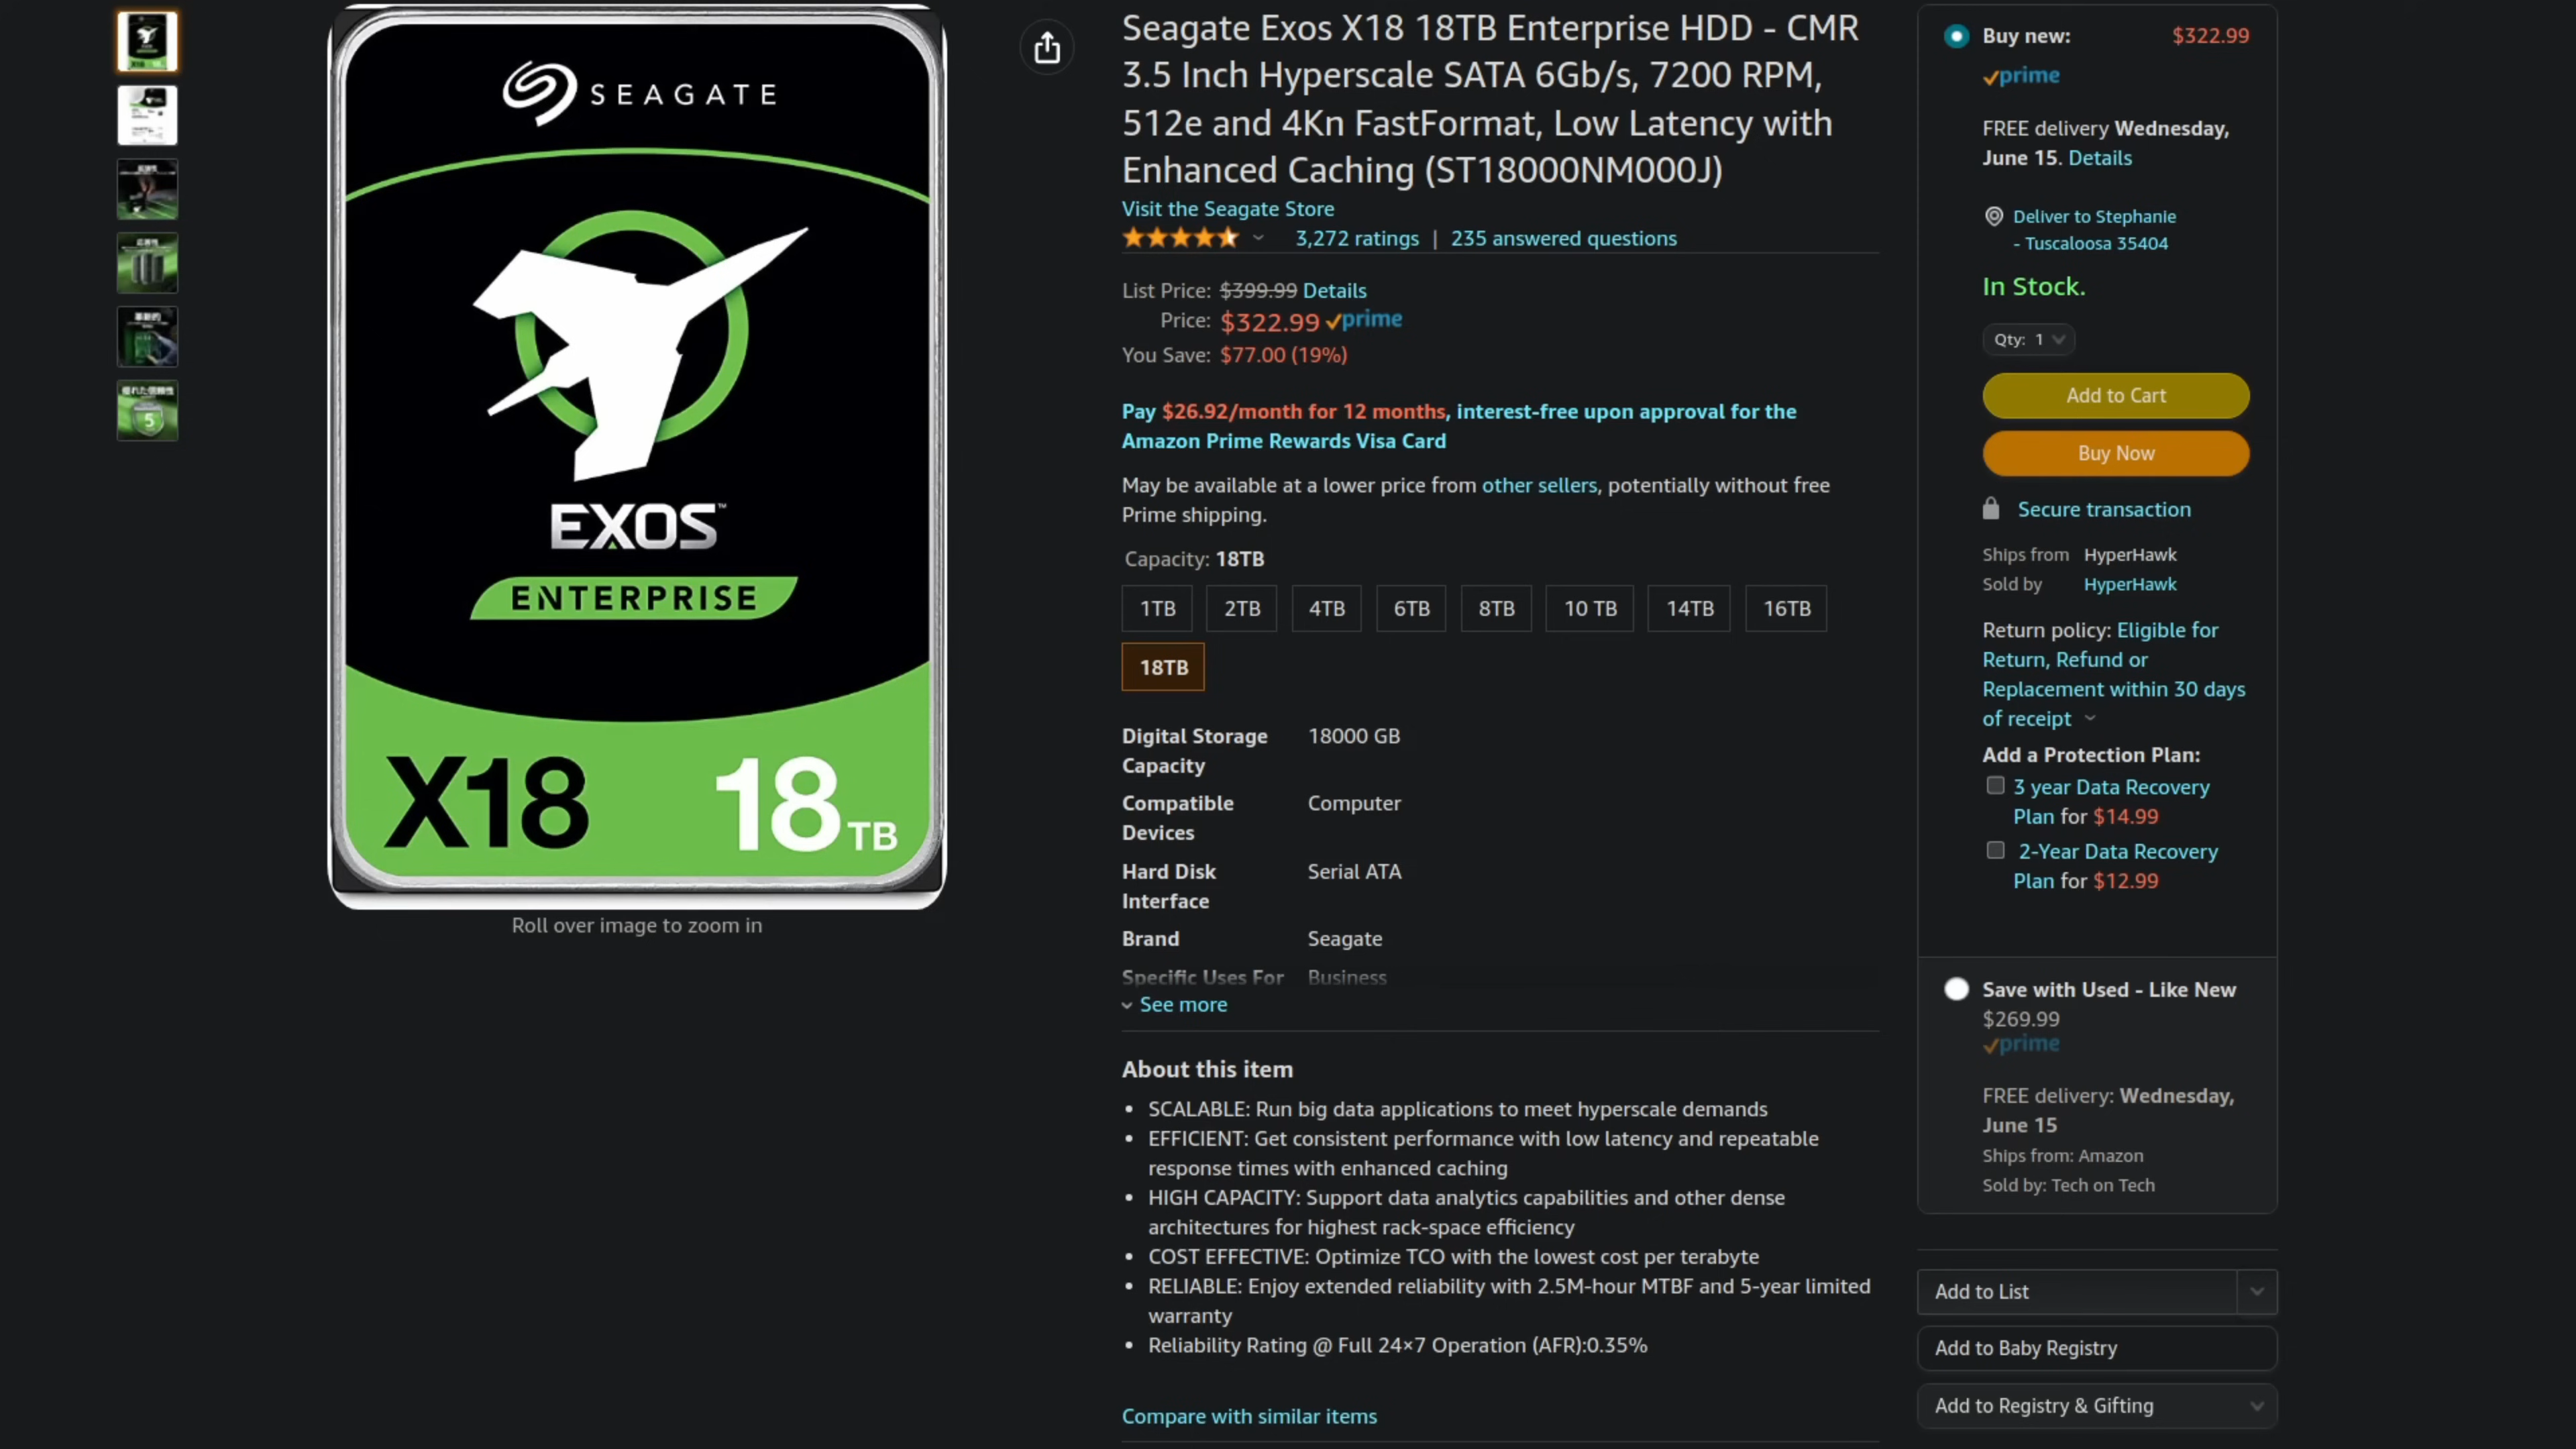 SEAGATE
EXOS™
ENTERPRISE
X18 18TB
Roll over image to zoom in
Seagate Exos X18 18TB Enterprise HDD - CMR
3.5 Inch Hyperscale SATA 6Gb/s, 7200 RPM,
512e and 4Kn FastFormat, Low Latency with
Enhanced Caching (ST18000NM000J)
Visit the Seagate Store
3,272 ratings | 235 answered questions
List Price: $399.99 Details
Price: $322.99 prime
You Save: $77.00 (19%)
Pay $26.92/month for 12 months, interest-free upon approval for the
Amazon Prime Rewards Visa Card
May be available at a lower price from other sellers, potentially without free
Prime shipping.
Capacity: 18TB
1TB 2TB 4TB 6TB 8TB 10 TB 14TB 16TB
18TB
Digital Storage 18000 GB
Capacity
Compatible Computer
Devices
Hard Disk Serial ATA
Interface
Brand Seagate
Specific Uses For Business
See more
About this item
• SCALABLE: Run big data applications to meet hyperscale demands
• EFFICIENT: Get consistent performance with low latency and repeatable
response times with enhanced caching
• HIGH CAPACITY: Support data analytics capabilities and other dense
architectures for highest rack-space efficiency
• COST EFFECTIVE: Optimize TCO with the lowest cost per terabyte
• RELIABLE: Enjoy extended reliability with 2.5M-hour MTBF and 5-year limited
warranty
• Reliability Rating @ Full 24×7 Operation (AFR):0.35%
Compare with similar items
Buy new: $322.99
prime
FREE delivery Wednesday,
June 15. Details
Deliver to Stephanie
- Tuscaloosa 35404
In Stock.
Qty: 1
Add to Cart
Buy Now
Secure transaction
Ships from HyperHawk
Sold by HyperHawk
Return policy: Eligible for
Return, Refund or
Replacement within 30 days
of receipt
Add a Protection Plan:
3 year Data Recovery
Plan for $14.99
2-Year Data Recovery
Plan for $12.99
Save with Used - Like New
$269.99
prime
FREE delivery: Wednesday,
June 15
Ships from: Amazon
Sold by: Tech on Tech
Add to List
Add to Baby Registry
Add to Registry & Gifting